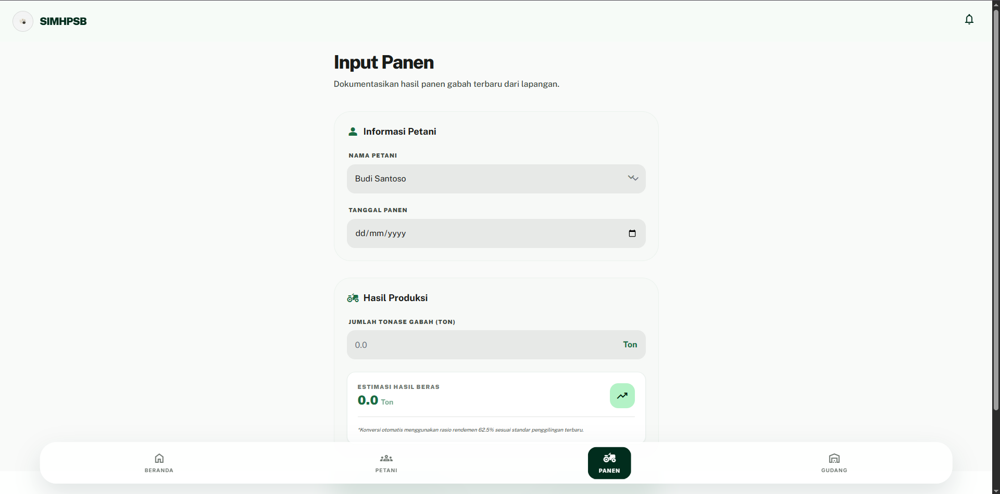 SIMHPSB
Input Panen
Dokumentasikan hasil panen gabah terbaru dari lapangan.
Informasi Petani
NAMA PETANI
Budi Santoso
TANGGAL PANEN
dd/mm/yyyy
Hasil Produksi
JUMLAH TONASE GABAH (TON)
0.0 Ton
ESTIMASI HASIL BERAS
0.0 Ton
*Konversi otomatis menggunakan rasio rendemen 62.5% sesuai standar penggilingan terbaru.
BERANDA PETANI PANEN GUDANG